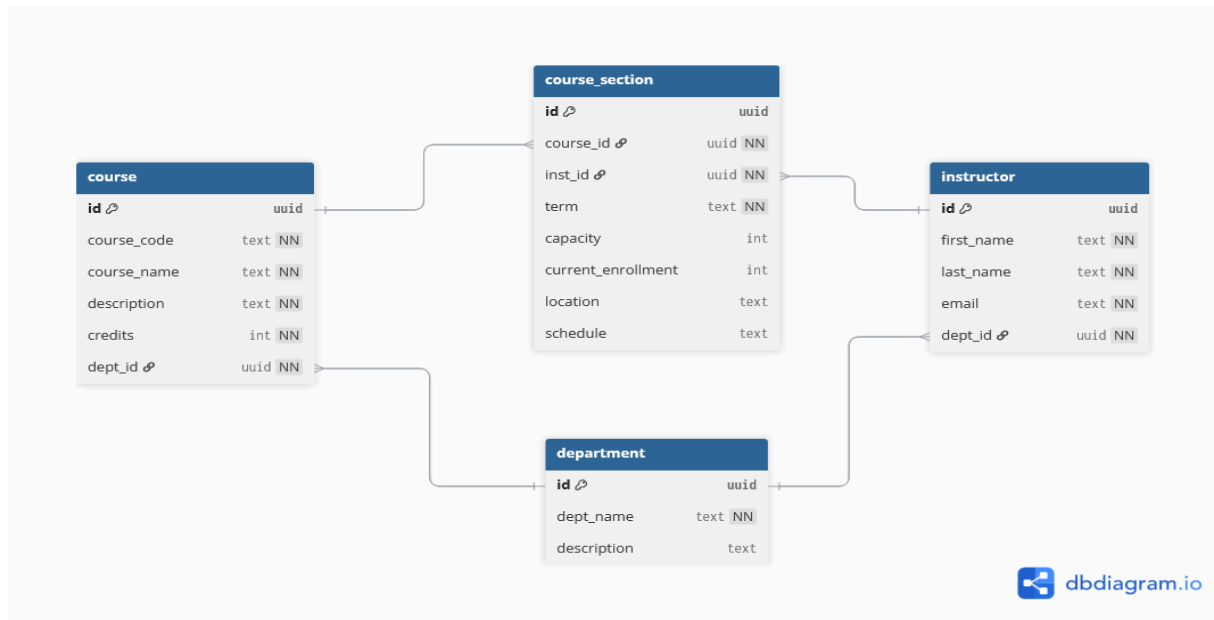 course_section
id uuid
course_id uuid NN
inst_id uuid NN
term text NN
capacity int
current_enrollment int
location text
schedule text
course
id uuid
course_code text NN
course_name text NN
description text NN
credits int NN
dept_id uuid NN
instructor
id uuid
first_name text NN
last_name text NN
email text NN
dept_id uuid NN
department
id uuid
dept_name text NN
description text
dbdiagram.io